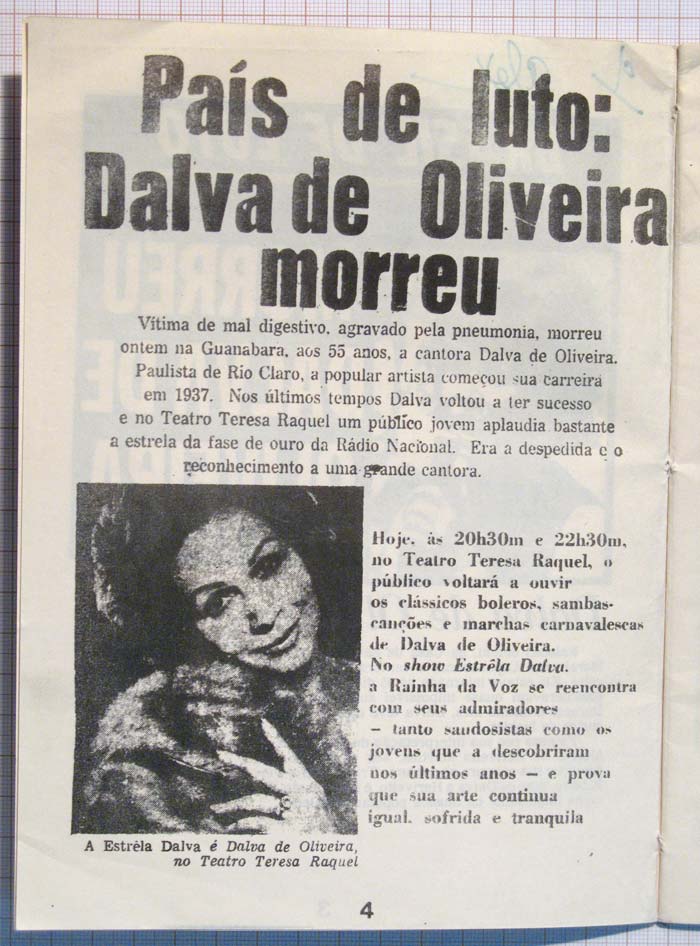 País de luto:
Dalva de Oliveira
morreu
Vítima de mal digestivo, agravado pela pneumonia, morreu
ontem na Guanabara, aos 55 anos, a cantora Dalva de Oliveira.
Paulista de Rio Claro, a popular artista começou sua carreira
em 1937. Nos últimos tempos Dalva voltou a ter sucesso
e no Teatro Teresa Raquel um público jovem aplaudia bastante
a estrela da fase de ouro da Rádio Nacional. Era a despedida e o
reconhecimento a uma grande cantora.
Hoje, às 20h30m e 22h30m,
no Teatro Teresa Raquel, o
público voltará a ouvir
os clássicos boleros, sambas-
canções e marchas carnavalescas
de Dalva de Oliveira.
No show Estrêla Dalva.
a Rainha da Voz se reencontra
com seus admiradores
— tanto saudosistas como os
jovens que a descobriram
nos últimos anos — e prova
que sua arte continua
igual, sofrida e tranquila
A Estrêla Dalva é Dalva de Oliveira,
no Teatro Teresa Raquel
4